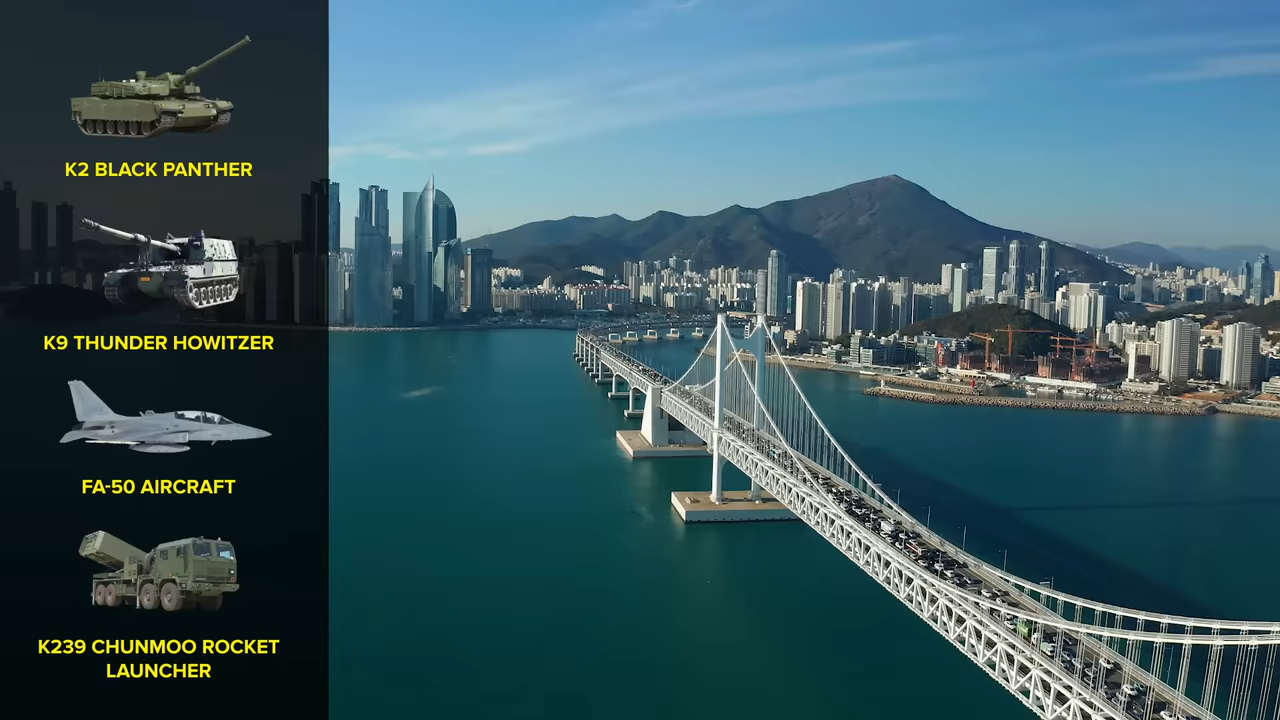 K2 BLACK PANTHER
K9 THUNDER HOWITZER
FA-50 AIRCRAFT
K239 CHUNMOO ROCKET
LAUNCHER